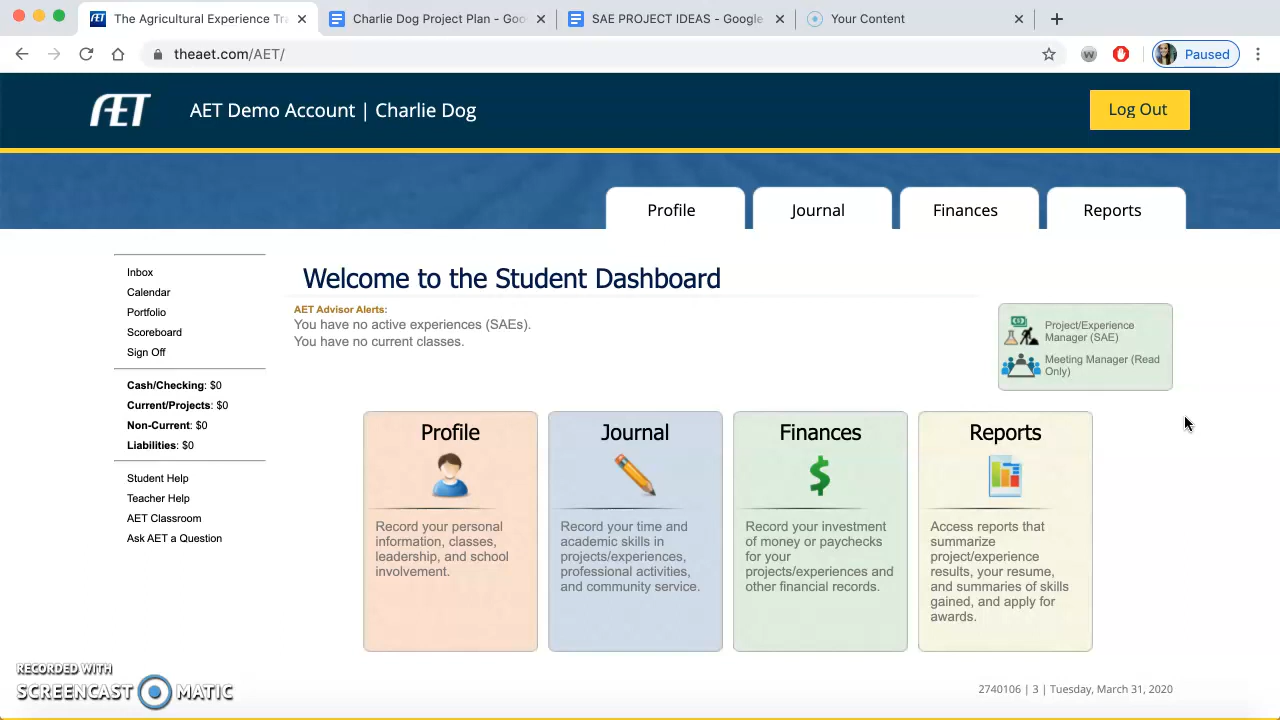 The Agricultural Experience Tra
Charlie Dog Project Plan - Goo
SAE PROJECT IDEAS - Google
Your Content
theaet.com/AET/
Paused
AET
AET Demo Account | Charlie Dog
Log Out
Profile
Journal
Finances
Reports
Inbox
Calendar
Portfolio
Scoreboard
Sign Off
Cash/Checking: $0
Current/Projects: $0
Non-Current: $0
Liabilities: $0
Student Help
Teacher Help
AET Classroom
Ask AET a Question
Welcome to the Student Dashboard
AET Advisor Alerts:
You have no active experiences (SAEs).
You have no current classes.
Project/Experience
Manager (SAE)
Meeting Manager (Read
Only)
Profile
Record your personal
information, classes,
leadership, and school
involvement.
Journal
Record your time and
academic skills in
projects/experiences,
professional activities,
and community service.
Finances
Record your investment
of money or paychecks
for your
projects/experiences and
other financial records.
Reports
Access reports that
summarize
project/experience
results, your resume,
and summaries of skills
gained, and apply for
awards.
RECORDED WITH
SCREENCAST MATIC
2740106 | 3 | Tuesday, March 31, 2020